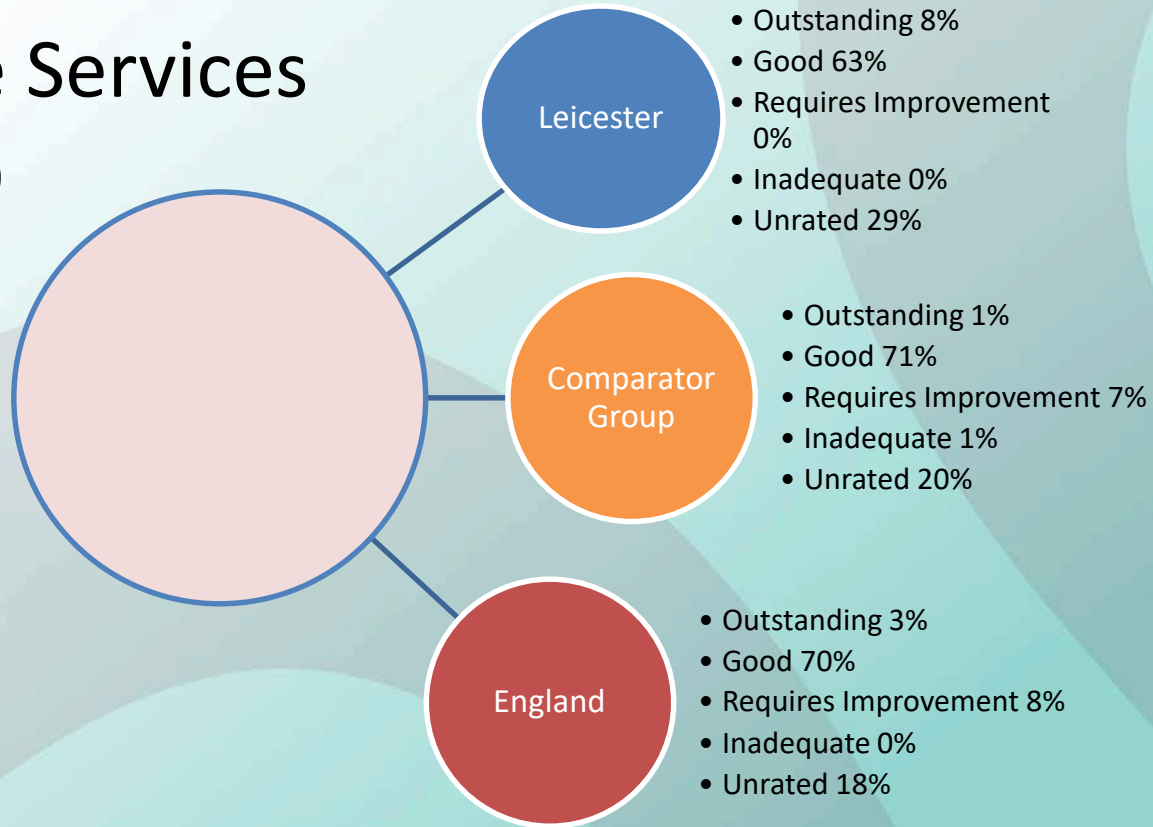 Services
Leicester
• Outstanding 8%
• Good 63%
• Requires Improvement
0%
• Inadequate 0%
• Unrated 29%
Comparator
Group
• Outstanding 1%
• Good 71%
• Requires Improvement 7%
• Inadequate 1%
• Unrated 20%
England
• Outstanding 3%
• Good 70%
• Requires Improvement 8%
• Inadequate 0%
• Unrated 18%